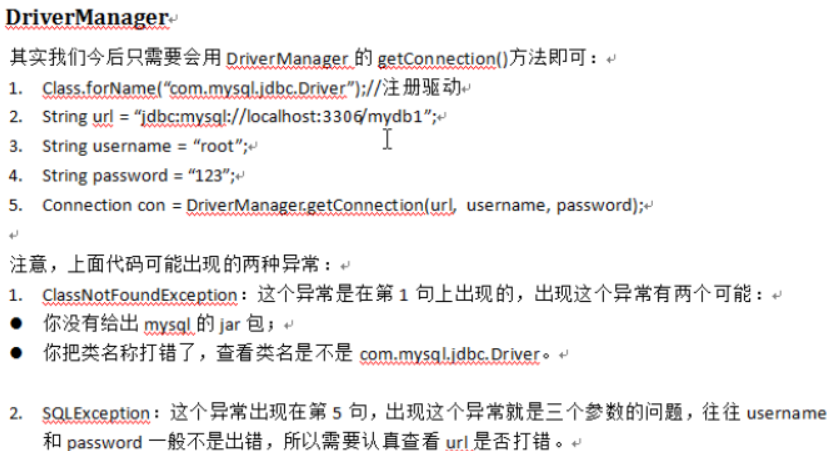 DriverManager
其实我们今后只需要会用 DriverManager 的 getConnection()方法即可：
1. Class.forName(“com.mysql.jdbc.Driver”);//注册驱动
2. String url = “jdbc:mysql://localhost:3306/mydb1”;
3. String username = “root”;
4. String password = “123”;
5. Connection con = DriverManager.getConnection(url, username, password);
注意，上面代码可能出现的两种异常：
1. ClassNotFoundException：这个异常是在第 1 句上出现的，出现这个异常有两个可能：
● 你没有给出 mysql 的 jar 包；
● 你把类名称打错了，查看类名是不是 com.mysql.jdbc.Driver。
2. SQLException：这个异常出现在第 5 句，出现这个异常就是三个参数的问题，往往 username
和 password 一般不是出错，所以需要认真查看 url 是否打错。